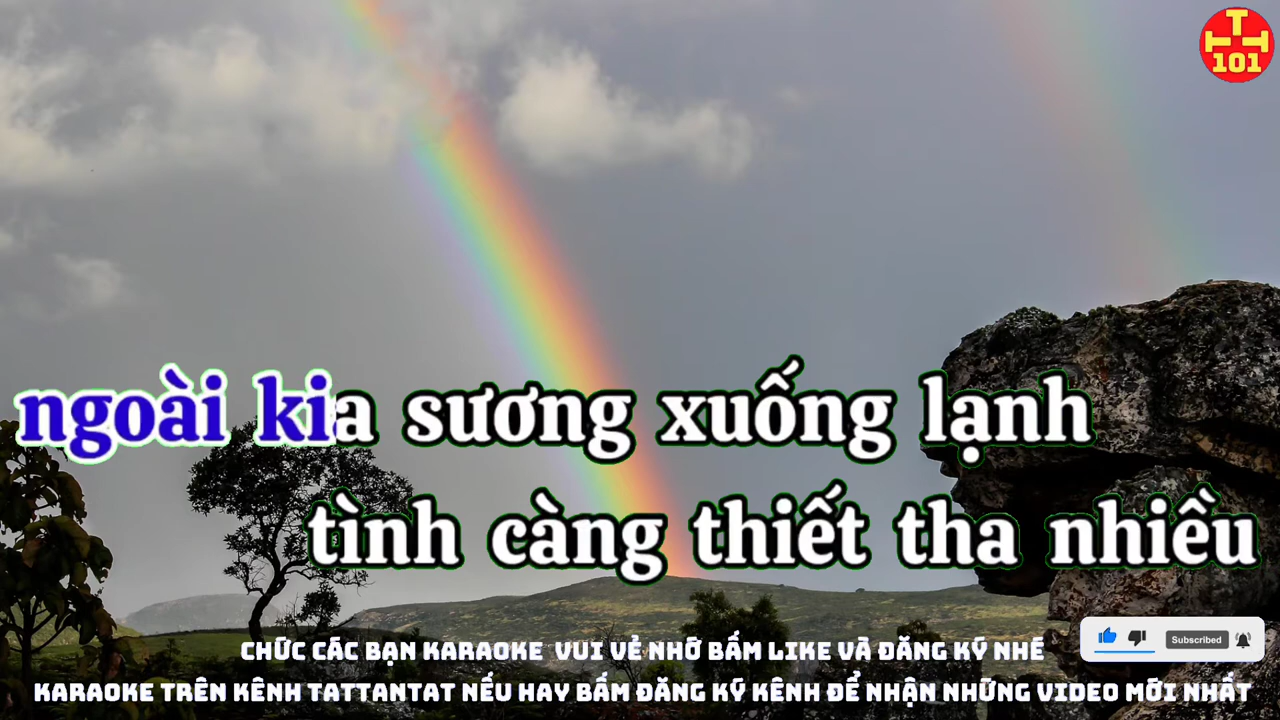 T
T T
101
ngoài kia sương xuống lạnh
tình càng thiết tha nhiều
CHÚC CÁC BẠN KARAOKE VUI VẺ NHỚ BẤM LIKE VÀ ĐĂNG KÝ NHÉ
Subscribed
KARAOKE TRÊN KÊNH TATTANTAT NẾU HAY BẤM ĐĂNG KÝ KÊNH ĐỂ NHẬN NHỮNG VIDEO MỚI NHẤT